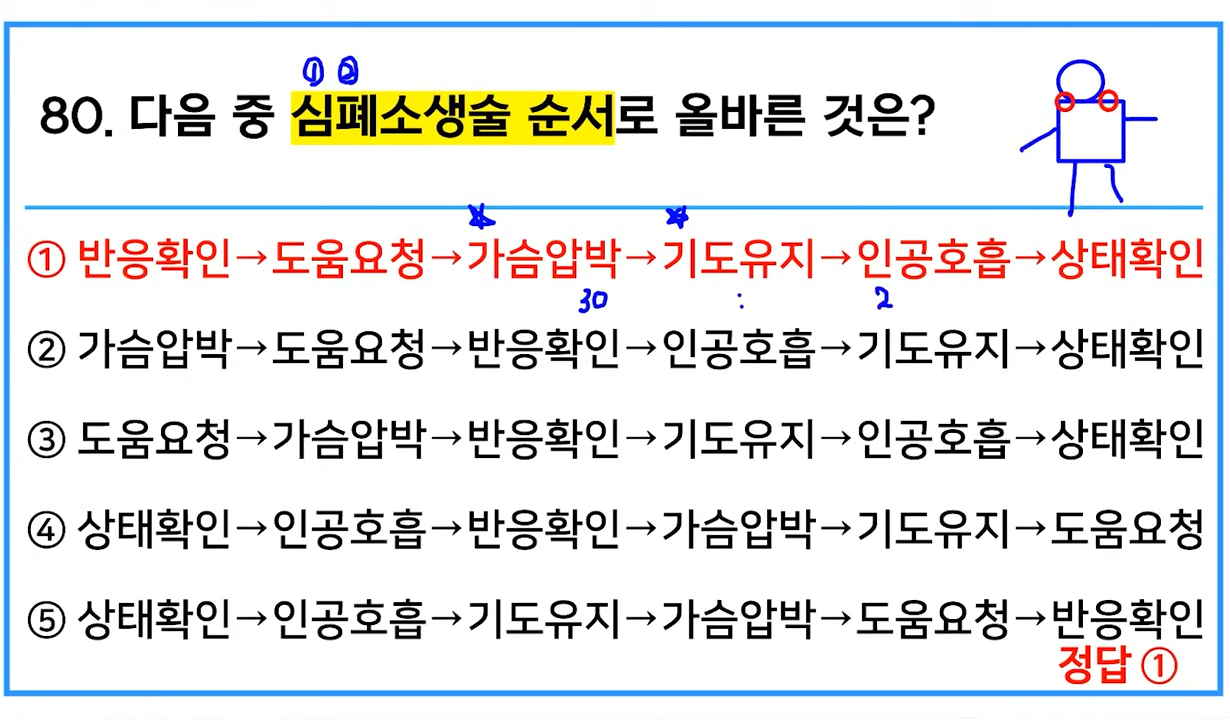 ① ②
80. 다음 중 심폐소생술 순서로 올바른 것은?
① 반응확인→도움요청→가슴압박→기도유지→인공호흡→상태확인
30 : 2
② 가슴압박→도움요청→반응확인→인공호흡→기도유지→상태확인
③ 도움요청→가슴압박→반응확인→기도유지→인공호흡→상태확인
④ 상태확인→인공호흡→반응확인→가슴압박→기도유지→도움요청
⑤ 상태확인→인공호흡→기도유지→가슴압박→도움요청→반응확인
정답 ①